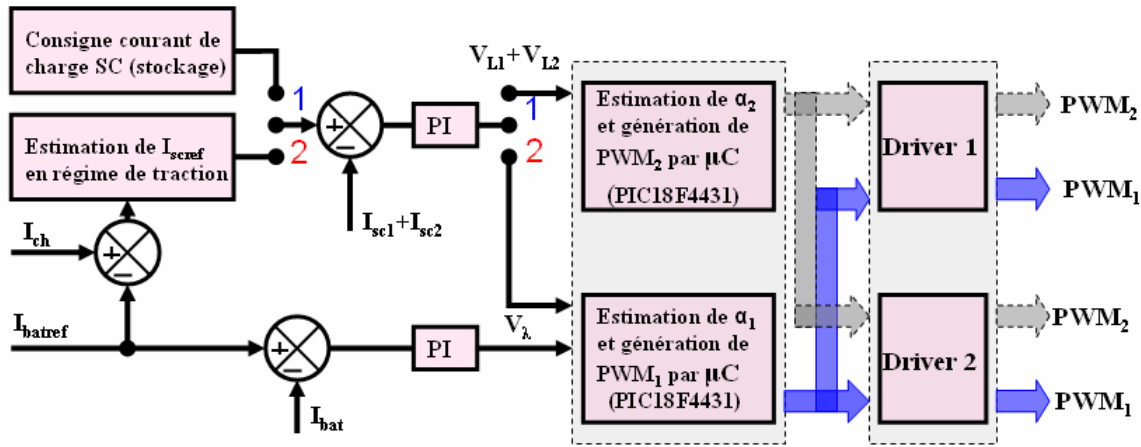 Consigne courant de
charge SC (stockage)
Estimation de Iscref
en régime de traction
1
2
+
−
PI
Isc1+Isc2
VL1+VL2
1
2
Ich
+
−
Ibatref
+
−
Ibat
PI
Vλ
Estimation de α2
et génération de
PWM2 par µC
(PIC18F4431)
Estimation de α1
et génération de
PWM1 par µC
(PIC18F4431)
Driver 1
Driver 2
PWM2
PWM1
PWM2
PWM1